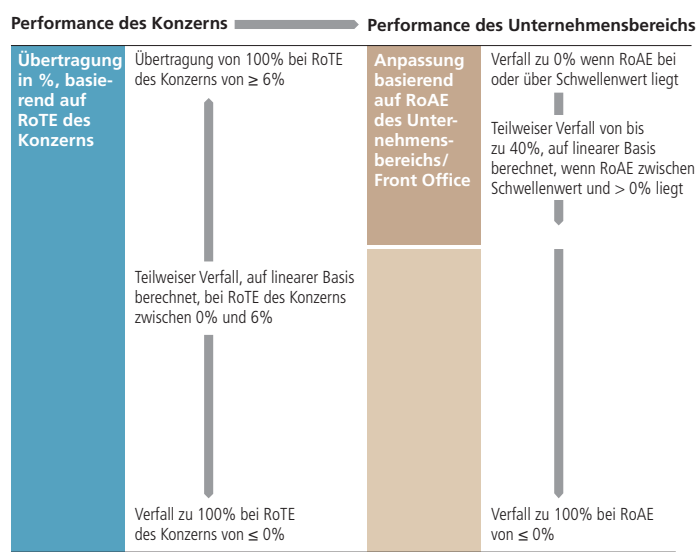 Performance des Konzerns
Performance des Unternehmensbereichs
Übertragung
in %, basie-
rend auf
RoTE des
Konzerns
Übertragung von 100% bei RoTE
des Konzerns von ≥ 6%
Teilweiser Verfall, auf linearer Basis
berechnet, bei RoTE des Konzerns
zwischen 0% und 6%
Verfall zu 100% bei RoTE
des Konzerns von ≤ 0%
Anpassung
basierend
auf RoAE
des Unter-
nehmens-
bereichs/
Front Office
Verfall zu 0% wenn RoAE bei
oder über Schwellenwert liegt
Teilweiser Verfall von bis
zu 40%, auf linearer Basis
berechnet, wenn RoAE zwischen
Schwellenwert und > 0% liegt
Verfall zu 100% bei RoAE
von ≤ 0%